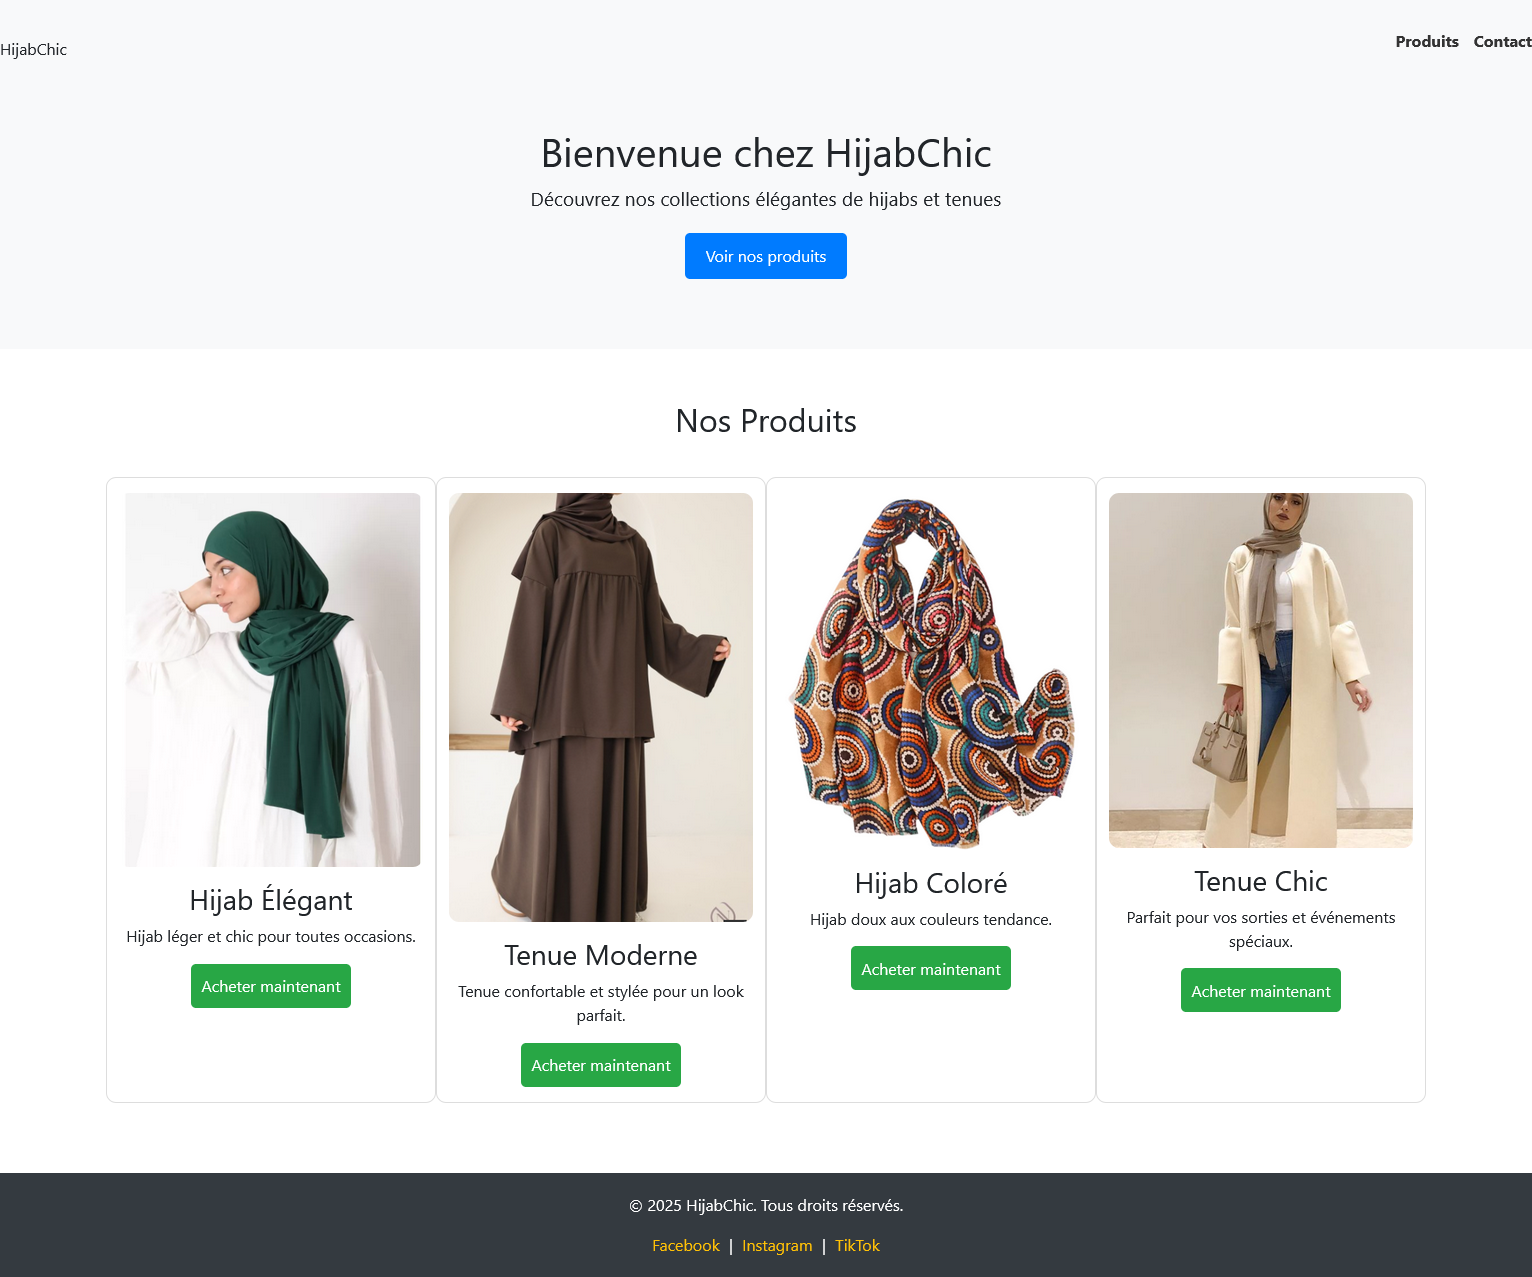 HijabChic
Produits Contact
Bienvenue chez HijabChic
Découvrez nos collections élégantes de hijabs et tenues
Voir nos produits
Nos Produits
Hijab Élégant
Hijab léger et chic pour toutes occasions.
Acheter maintenant
Tenue Moderne
Tenue confortable et stylée pour un look
parfait.
Acheter maintenant
Hijab Coloré
Hijab doux aux couleurs tendance.
Acheter maintenant
Tenue Chic
Parfait pour vos sorties et événements
spéciaux.
Acheter maintenant
© 2025 HijabChic. Tous droits réservés.
Facebook | Instagram | TikTok